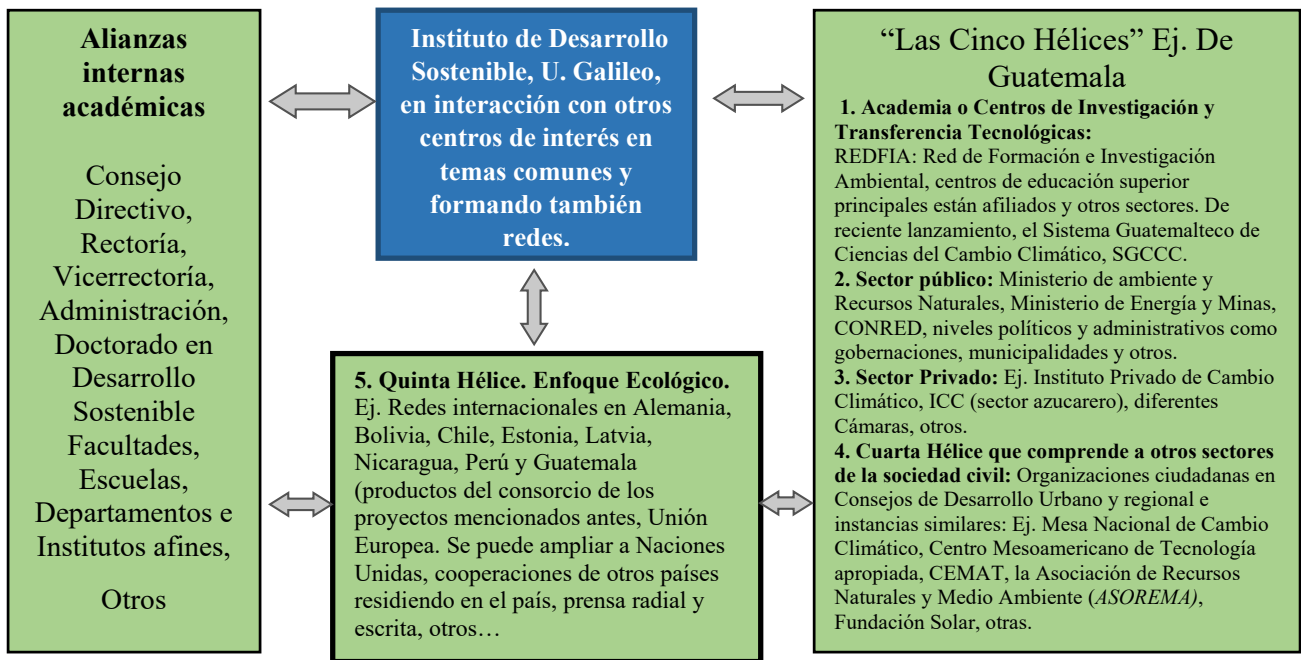 Alianzas
internas
académicas
Consejo
Directivo,
Rectoría,
Vicerrectoría,
Administración,
Doctorado en
Desarrollo
Sostenible
Facultades,
Escuelas,
Departamentos e
Institutos afines,
Otros
Instituto de Desarrollo
Sostenible, U. Galileo,
en interacción con otros
centros de interés en
temas comunes y
formando también
redes.
5. Quinta Hélice. Enfoque Ecológico.
Ej. Redes internacionales en Alemania,
Bolivia, Chile, Estonia, Latvia,
Nicaragua, Perú y Guatemala
(productos del consorcio de los
proyectos mencionados antes, Unión
Europea. Se puede ampliar a Naciones
Unidas, cooperaciones de otros países
residiendo en el país, prensa radial y
escrita, otros…
“Las Cinco Hélices” Ej. De
Guatemala
1. Academia o Centros de Investigación y
Transferencia Tecnológicas:
REDFIA: Red de Formación e Investigación
Ambiental, centros de educación superior
principales están afiliados y otros sectores. De
reciente lanzamiento, el Sistema Guatemalteco de
Ciencias del Cambio Climático, SGCCC.
2. Sector público: Ministerio de ambiente y
Recursos Naturales, Ministerio de Energía y Minas,
CONRED, niveles políticos y administrativos como
gobernaciones, municipalidades y otros.
3. Sector Privado: Ej. Instituto Privado de Cambio
Climático, ICC (sector azucarero), diferentes
Cámaras, otros.
4. Cuarta Hélice que comprende a otros sectores
de la sociedad civil: Organizaciones ciudadanas en
Consejos de Desarrollo Urbano y regional e
instancias similares: Ej. Mesa Nacional de Cambio
Climático, Centro Mesoamericano de Tecnología
apropiada, CEMAT, la Asociación de Recursos
Naturales y Medio Ambiente (ASOREMA),
Fundación Solar, otras.